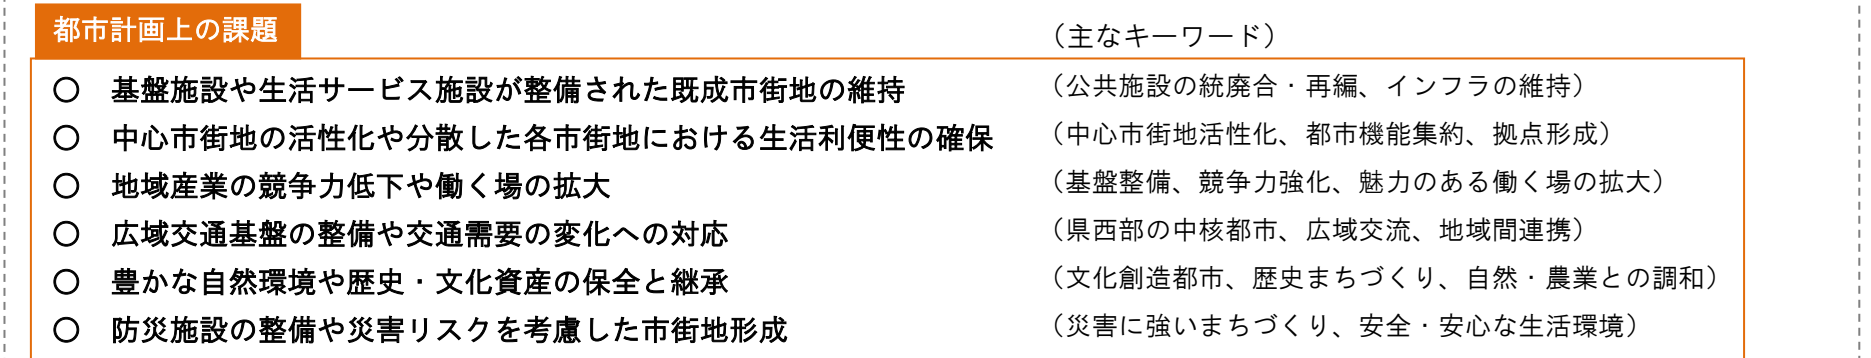 都市計画上の課題 （主なキーワード）
○ 基盤施設や生活サービス施設が整備された既成市街地の維持 （公共施設の統廃合・再編、インフラの維持）
○ 中心市街地の活性化や分散した各市街地における生活利便性の確保 （中心市街地活性化、都市機能集約、拠点形成）
○ 地域産業の競争力低下や働く場の拡大 （基盤整備、競争力強化、魅力のある働く場の拡大）
○ 広域交通基盤の整備や交通需要の変化への対応 （県西部の中核都市、広域交流、地域間連携）
○ 豊かな自然環境や歴史・文化資産の保全と継承 （文化創造都市、歴史まちづくり、自然・農業との調和）
○ 防災施設の整備や災害リスクを考慮した市街地形成 （災害に強いまちづくり、安全・安心な生活環境）